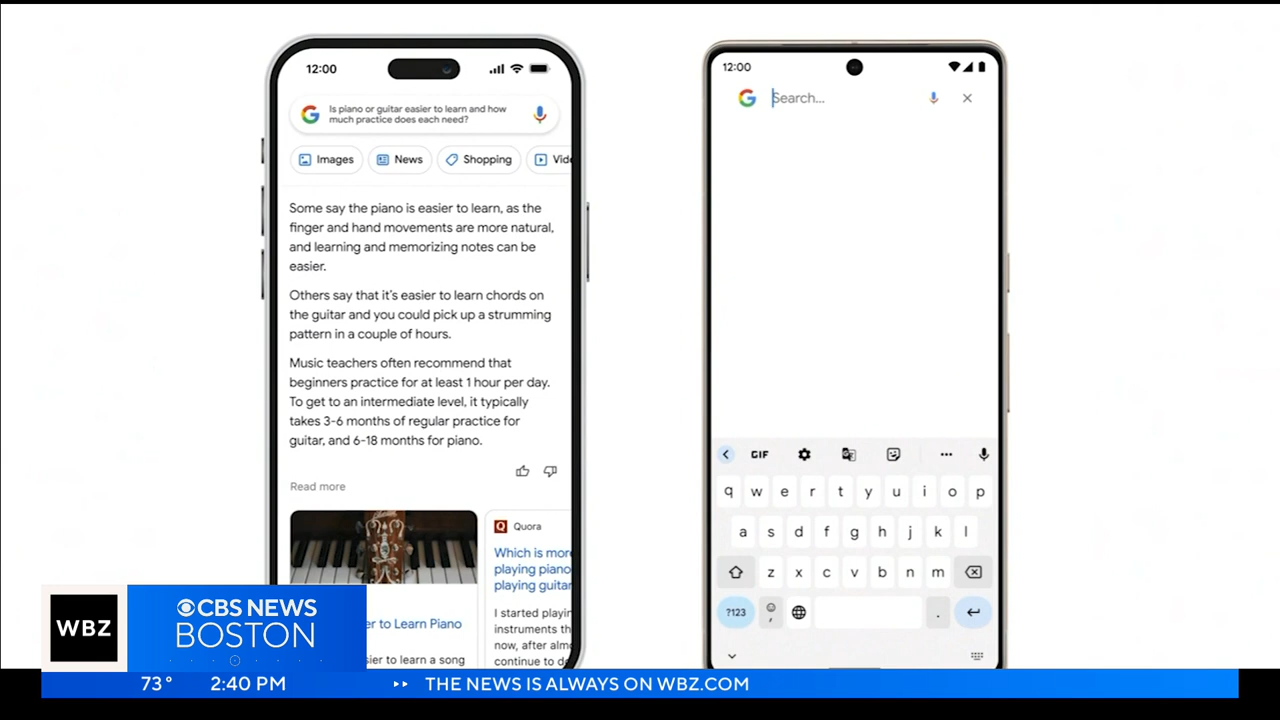 12:00
Is piano or guitar easier to learn and how
much practice does each need?
Images
News
Shopping
Vide
Some say the piano is easier to learn, as the
finger and hand movements are more natural,
and learning and memorizing notes can be
easier.
Others say that it's easier to learn chords on
the guitar and you could pick up a strumming
pattern in a couple of hours.
Music teachers often recommend that
beginners practice for at least 1 hour per day.
To get to an intermediate level, it typically
takes 3-6 months of regular practice for
guitar, and 6-18 months for piano.
Read more
er to Learn Piano
sier to learn a song
Quora
Which is more
playing piano
playing guitar
I started playin
instruments th
now, after almo
continue to de
12:00
Search...
GIF
q w e r t y u i o p
a s d f g h j k l
z x c v b n m
?123
,
.
WBZ
CBS NEWS
BOSTON
73° 2:40 PM THE NEWS IS ALWAYS ON WBZ.COM